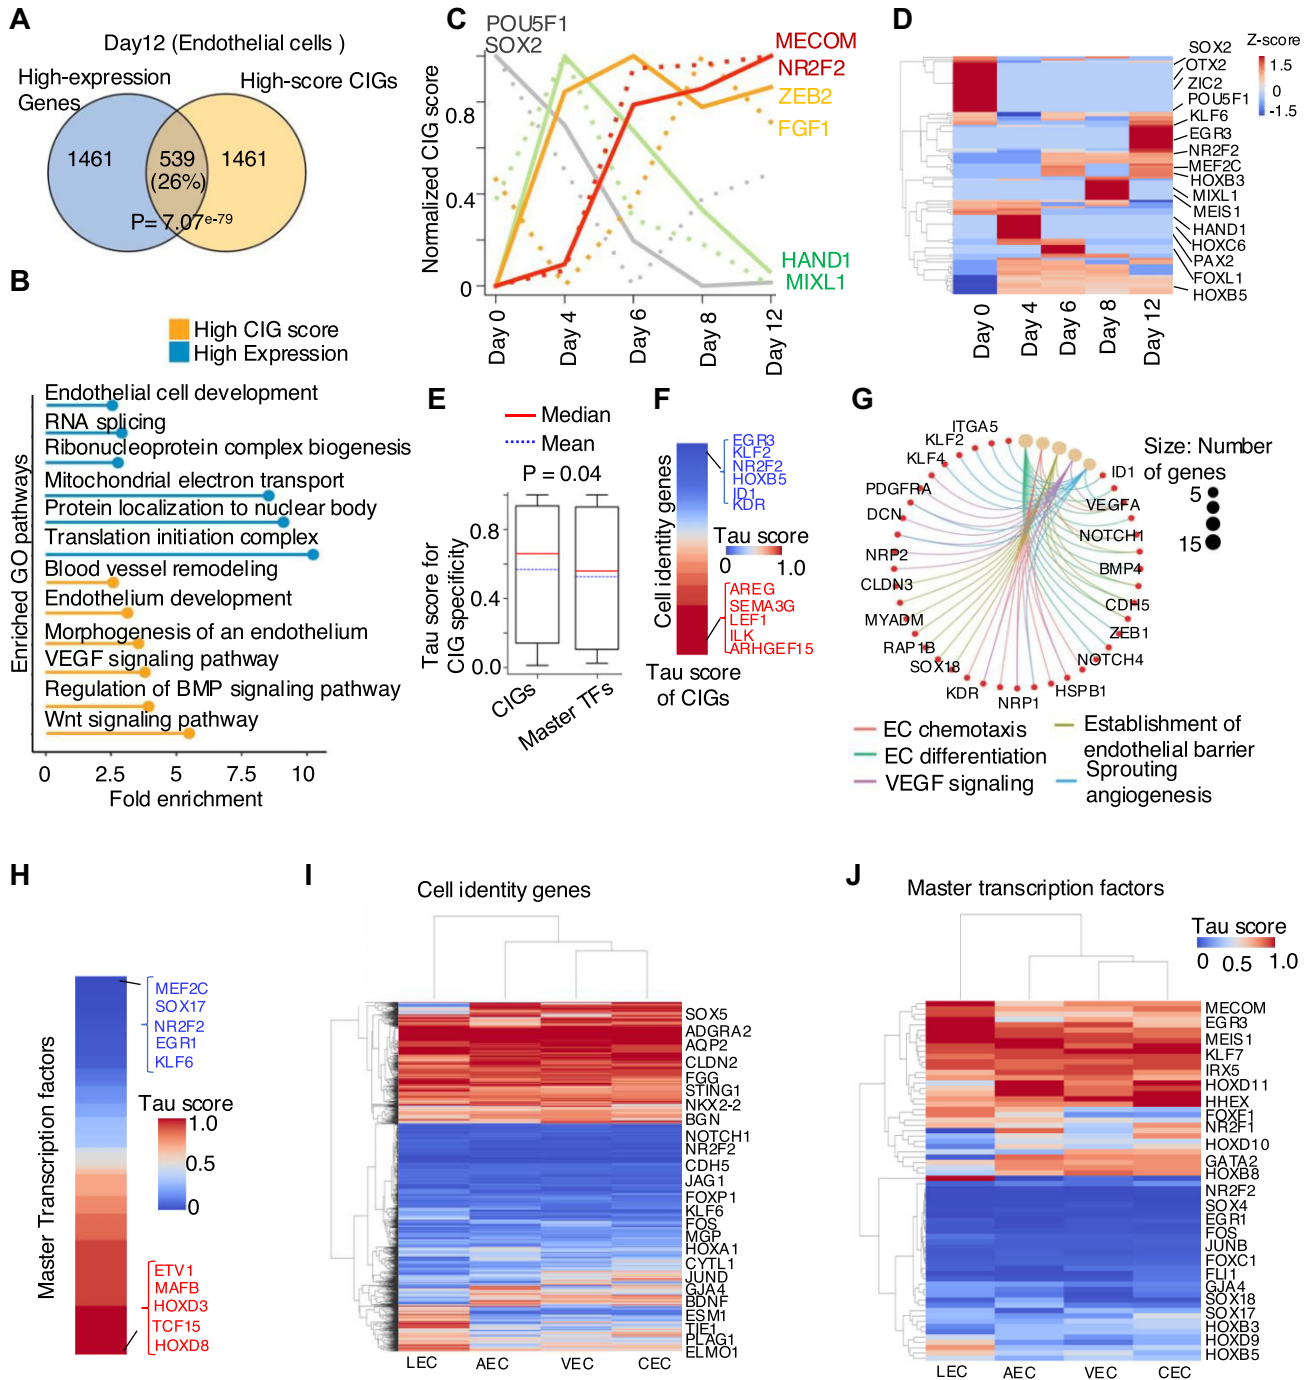 A
Day12 (Endothelial cells )
High-expression
Genes
High-score CIGs
1461
539
(26%)
1461
P= 7.07e-79
B
High CIG score
High Expression
Enriched GO pathways
Endothelial cell development
RNA splicing
Ribonucleoprotein complex biogenesis
Mitochondrial electron transport
Protein localization to nuclear body
Translation initiation complex
Blood vessel remodeling
Endothelium development
Morphogenesis of an endothelium
VEGF signaling pathway
Regulation of BMP signaling pathway
Wnt signaling pathway
0 2.5 5 7.5 10
Fold enrichment
C
POU5F1
SOX2
Normalized CIG score
0.8
0.4
0
MECOM
NR2F2
ZEB2
FGF1
HAND1
MIXL1
Day 0 Day 4 Day 6 Day 8 Day 12
D
SOX2
OTX2
ZIC2
POU5F1
KLF6
EGR3
NR2F2
MEF2C
HOXB3
MIXL1
MEIS1
HAND1
HOXC6
PAX2
FOXL1
HOXB5
Z-score
1.5
0
-1.5
Day 0 Day 4 Day 6 Day 8 Day 12
E
Median
Mean
P = 0.04
Tau score for
CIG specificity
0.8
0.4
0.0
CIGs
Master TFs
F
Cell identity genes
EGR3
KLF2
NR2F2
HOXB5
ID1
KDR
Tau score
0 1.0
AREG
SEMA3G
LEF1
ILK
ARHGEF15
Tau score
of CIGs
G
ITGA5
KLF2
KLF4
PDGFRA
DCN
NRP2
CLDN3
MYADM
RAP1B
SOX18
KDR
NRP1
HSPB1
NOTCH4
ZEB1
CDH5
BMP4
NOTCH1
VEGFA
ID1
Size: Number
of genes
5
15
EC chemotaxis
EC differentiation
VEGF signaling
Establishment of
endothelial barrier
Sprouting
angiogenesis
H
Master Transcription factors
MEF2C
SOX17
NR2F2
EGR1
KLF6
Tau score
1.0
0.5
0
ETV1
MAFB
HOXD3
TCF15
HOXD8
I
Cell identity genes
SOX5
ADGRA2
AQP2
CLDN2
FGG
STING1
NKX2-2
BGN
NOTCH1
NR2F2
CDH5
JAG1
FOXP1
KLF6
FOS
MGP
HOXA1
CYTL1
JUND
GJA4
BDNF
ESM1
TIE1
PLAG1
ELMO1
LEC AEC VEC CEC
J
Master transcription factors
Tau score
0 0.5 1.0
MECOM
EGR3
MEIS1
KLF7
IRX5
HOXD11
HHEX
FOXF1
NR2F1
HOXD10
GATA2
HOXB8
NR2F2
SOX4
EGR1
FOS
JUNB
FOXC1
FLI1
GJA4
SOX18
SOX17
HOXB3
HOXD9
HOXB5
LEC AEC VEC CEC